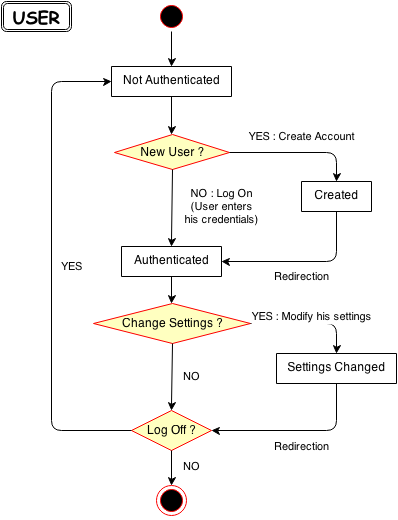 USER
Not Authenticated
New User ?
YES : Create Account
NO : Log On
(User enters
his credentials)
Created
Authenticated
Redirection
YES
Change Settings ?
YES : Modify his settings
Settings Changed
NO
Log Off ?
Redirection
NO